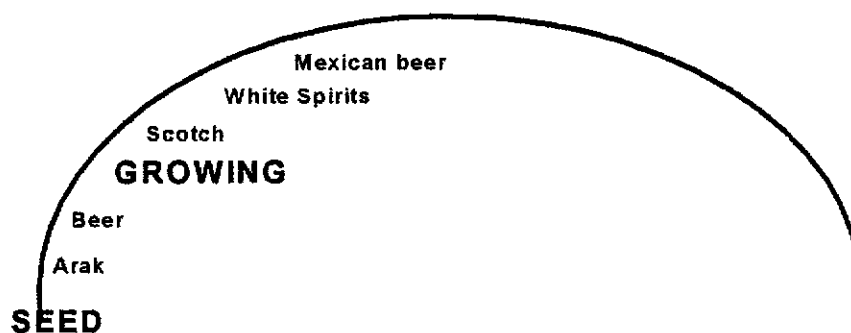 Mexican beer
White Spirits
Scotch
GROWING
Beer
Arak
SEED